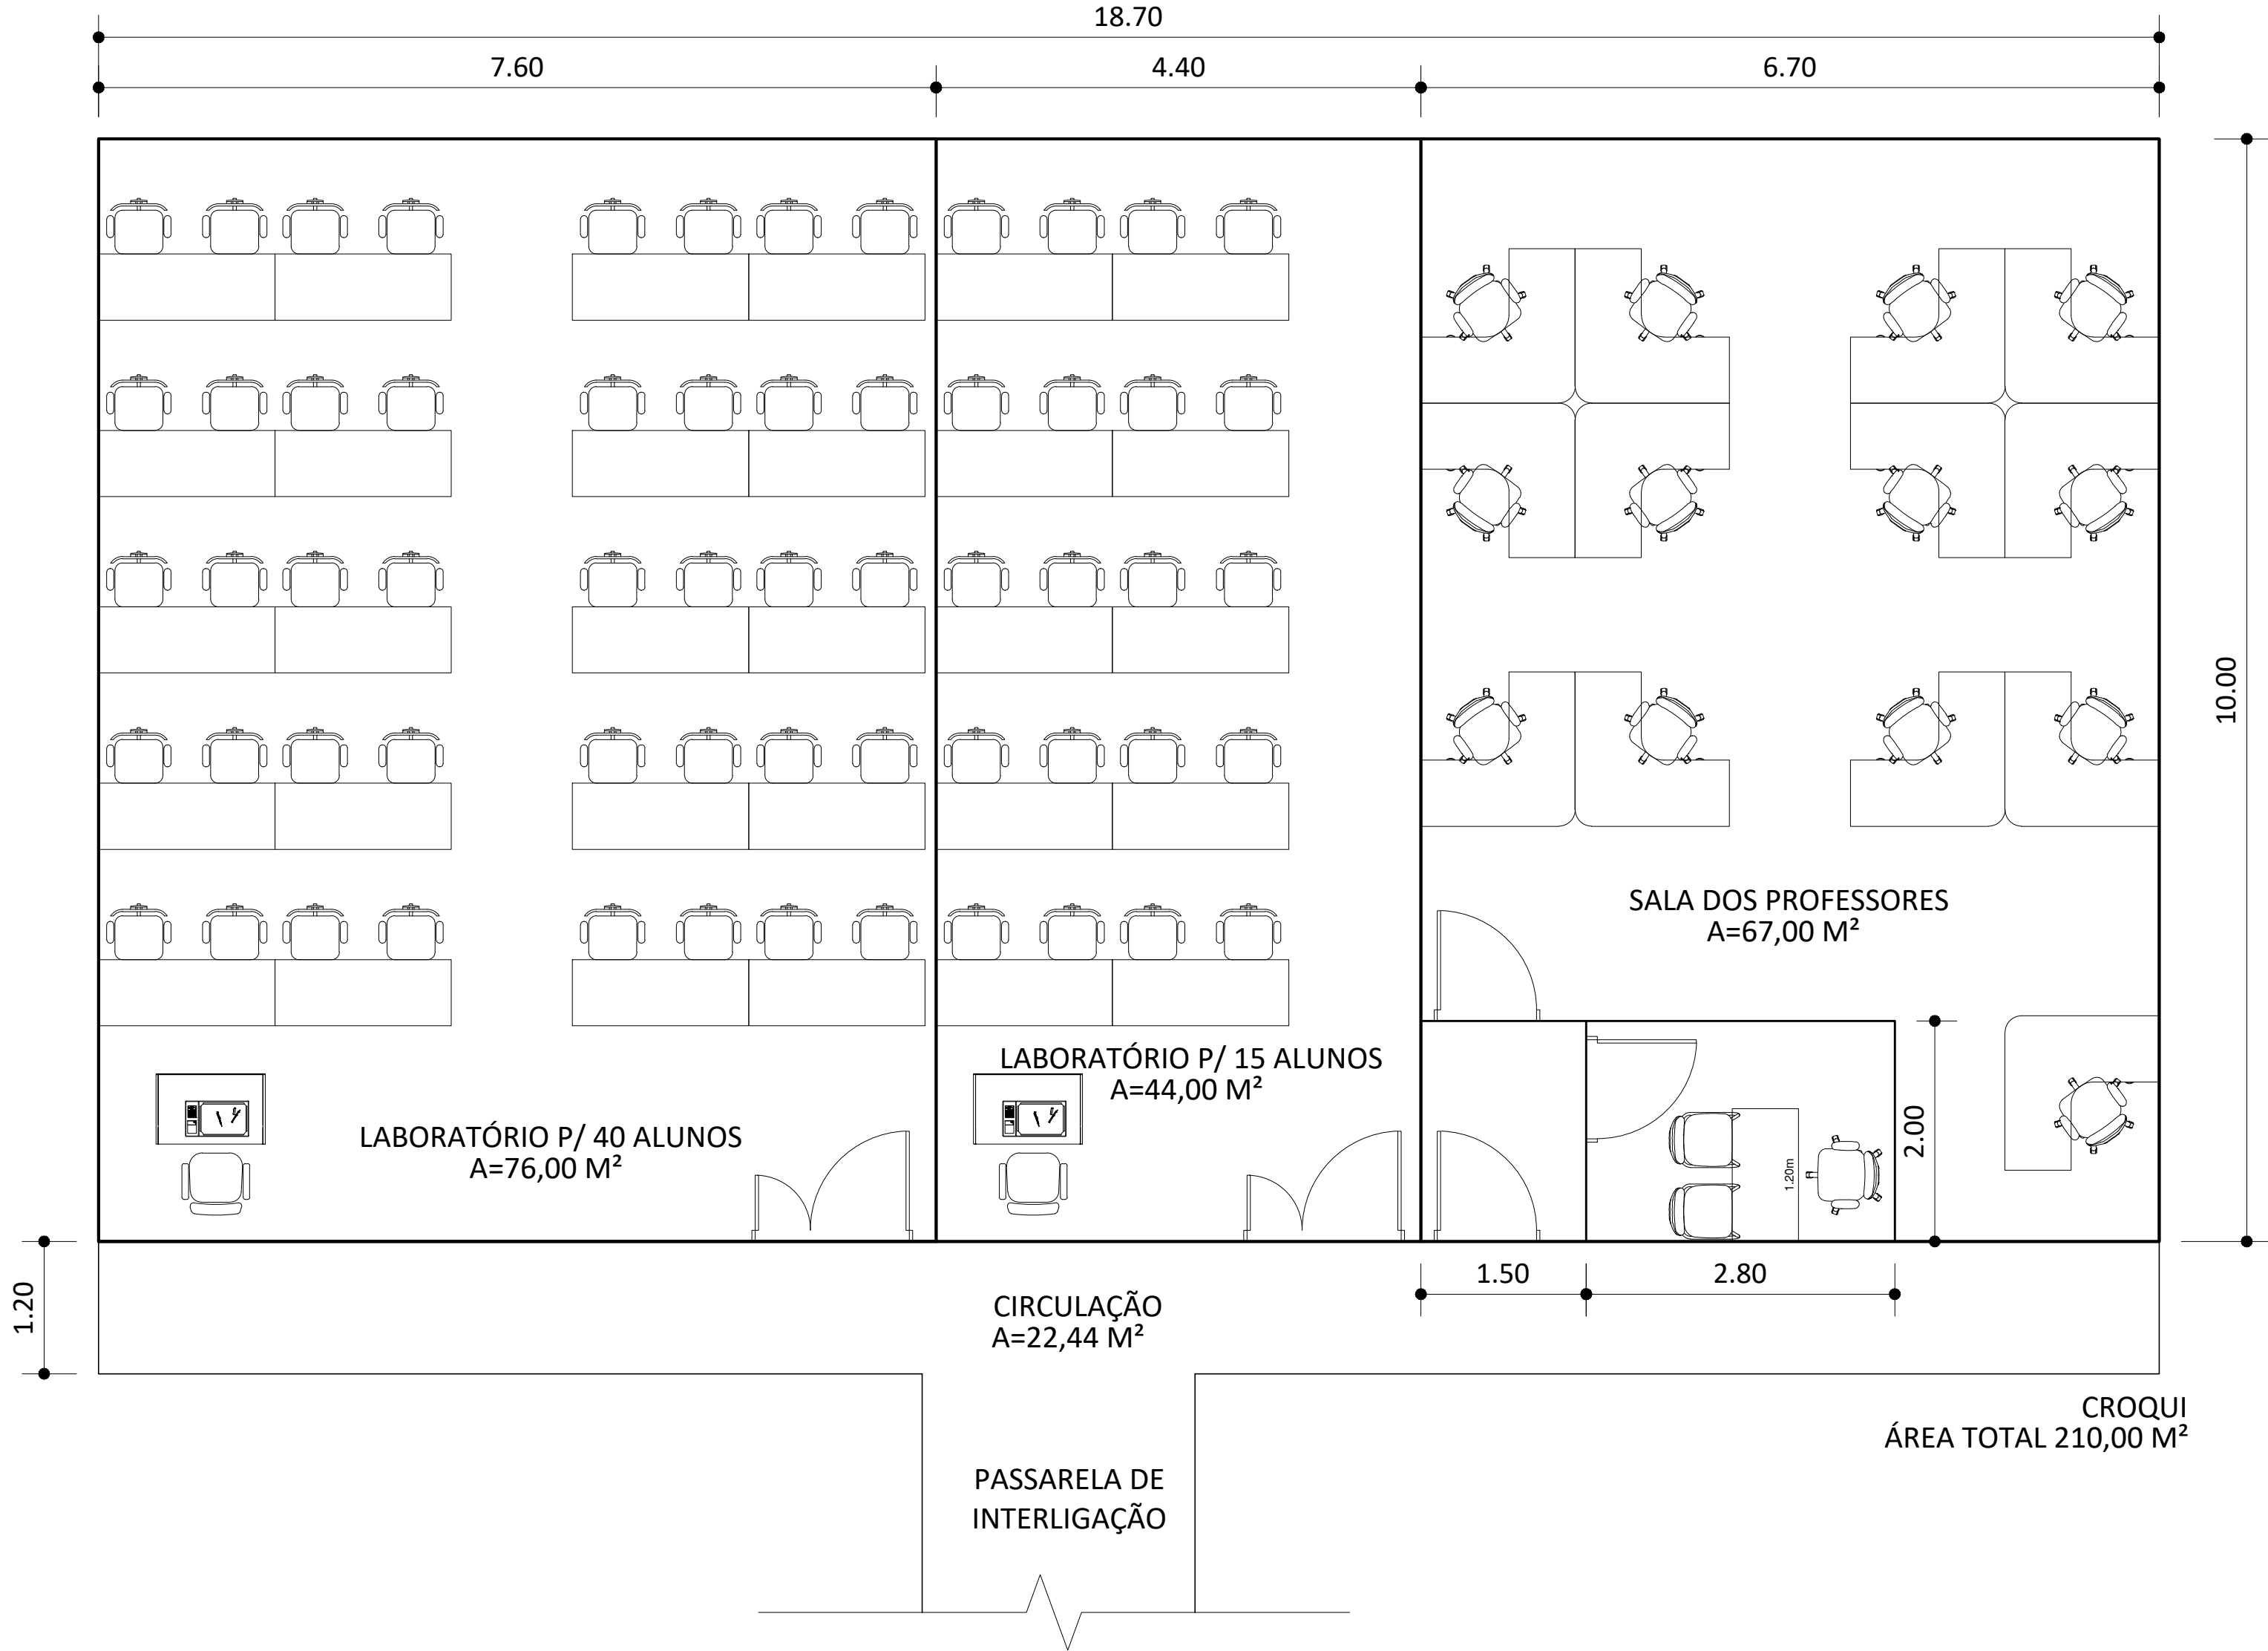 18.70
7.60
4.40
6.70
10.00
SALA DOS PROFESSORES
A=67,00 M²
LABORATÓRIO P/ 15 ALUNOS
A=44,00 M²
LABORATÓRIO P/ 40 ALUNOS
A=76,00 M²
2.00
1.20m
1.20
1.50
2.80
CIRCULAÇÃO
A=22,44 M²
CROQUI
ÁREA TOTAL 210,00 M²
PASSARELA DE
INTERLIGAÇÃO